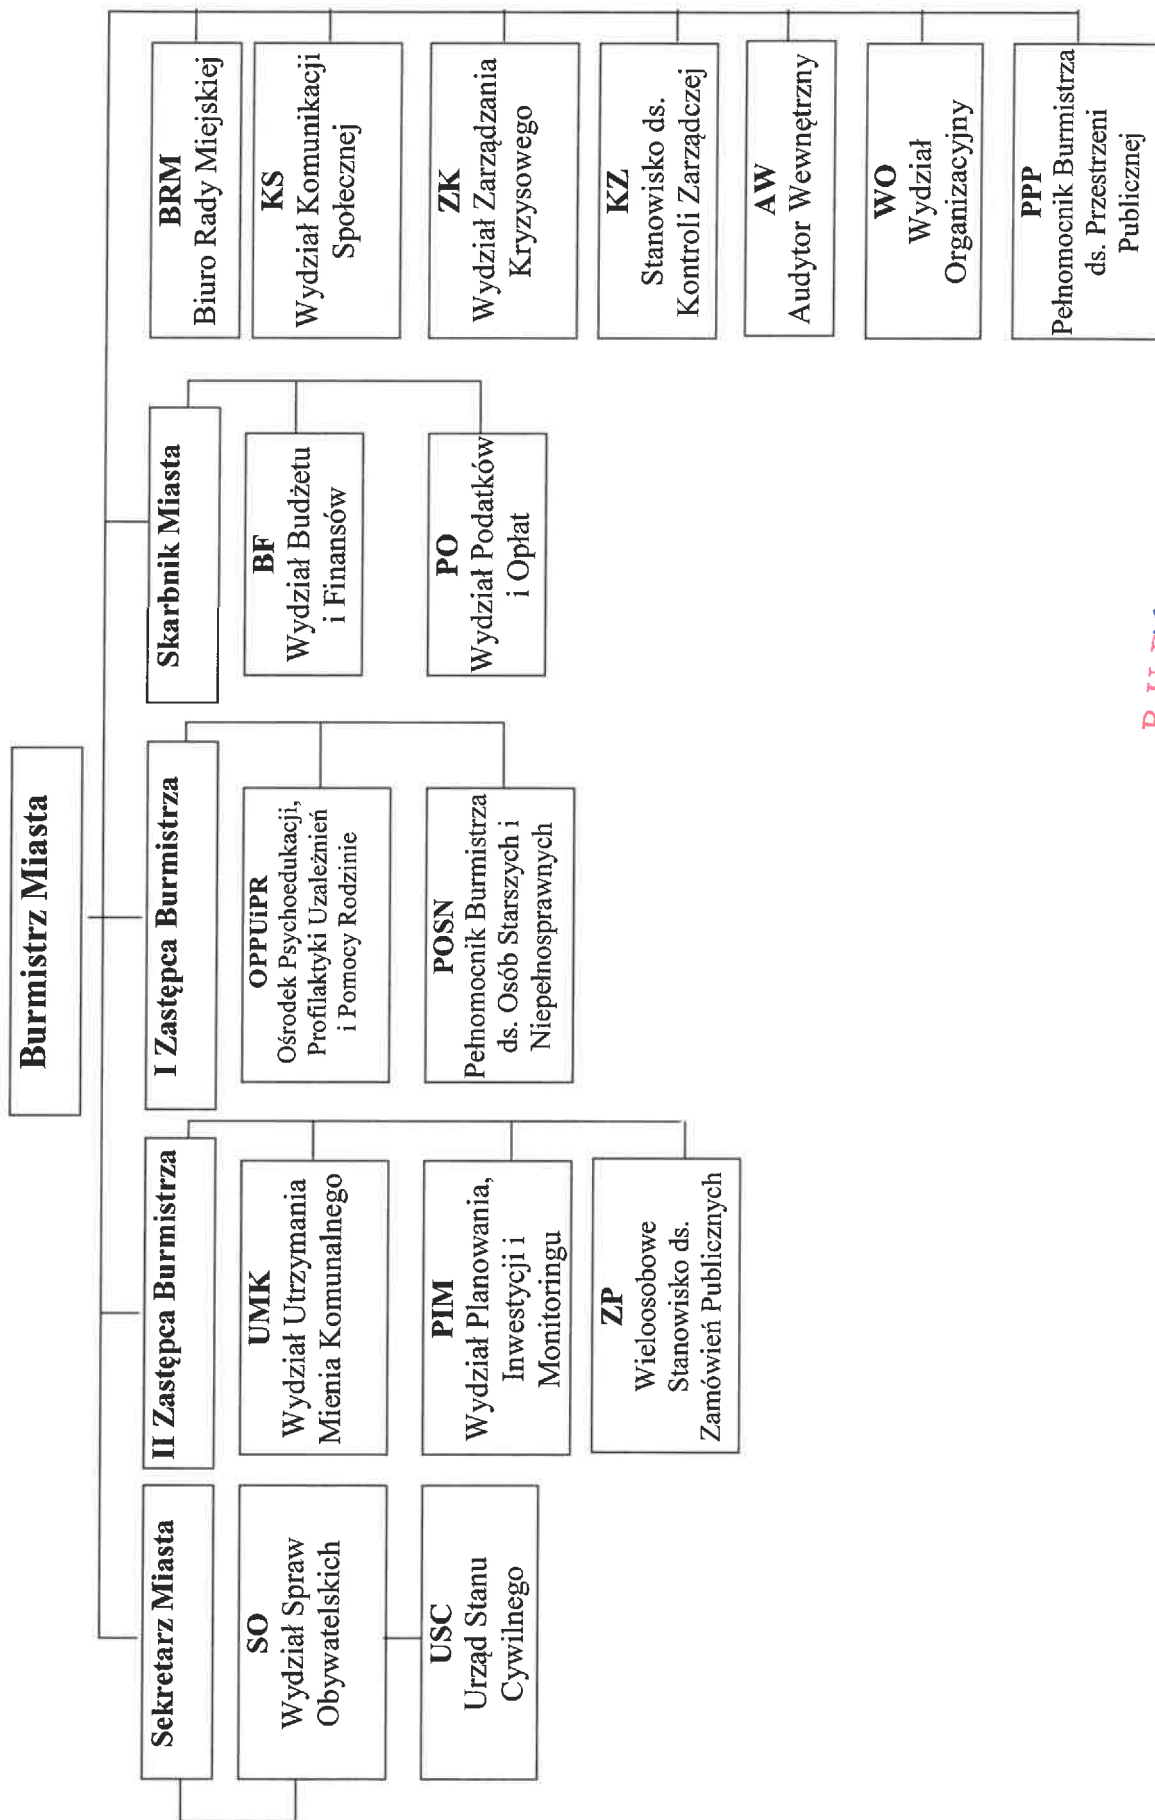 Burmistrz Miasta
Sekretarz Miasta
II Zastępca Burmistrza
I Zastępca Burmistrza
Skarbnik Miasta
SO
Wydział Spraw
Obywatelskich
USC
Urząd Stanu
Cywilnego
UMK
Wydział Utrzymania
Mienia Komunalnego
PIM
Wydział Planowania,
Inwestycji i
Monitoringu
ZP
Wieloosobowe
Stanowisko ds.
Zamówień Publicznych
OPPUiPR
Ośrodek Psychoedukacji,
Profilaktyki Uzależnień
i Pomocy Rodzinie
POSN
Pełnomocnik Burmistrza
ds. Osób Starszych i
Niepełnosprawnych
BF
Wydział Budżetu
i Finansów
PO
Wydział Podatków
i Opłat
BRM
Biuro Rady Miejskiej
KS
Wydział Komunikacji
Społecznej
ZK
Wydział Zarządzania
Kryzysowego
KZ
Stanowisko ds.
Kontroli Zarządczej
AW
Audytor Wewnętrzny
WO
Wydział
Organizacyjny
PPP
Pełnomocnik Burmistrza
ds. Przestrzeni
Publicznej